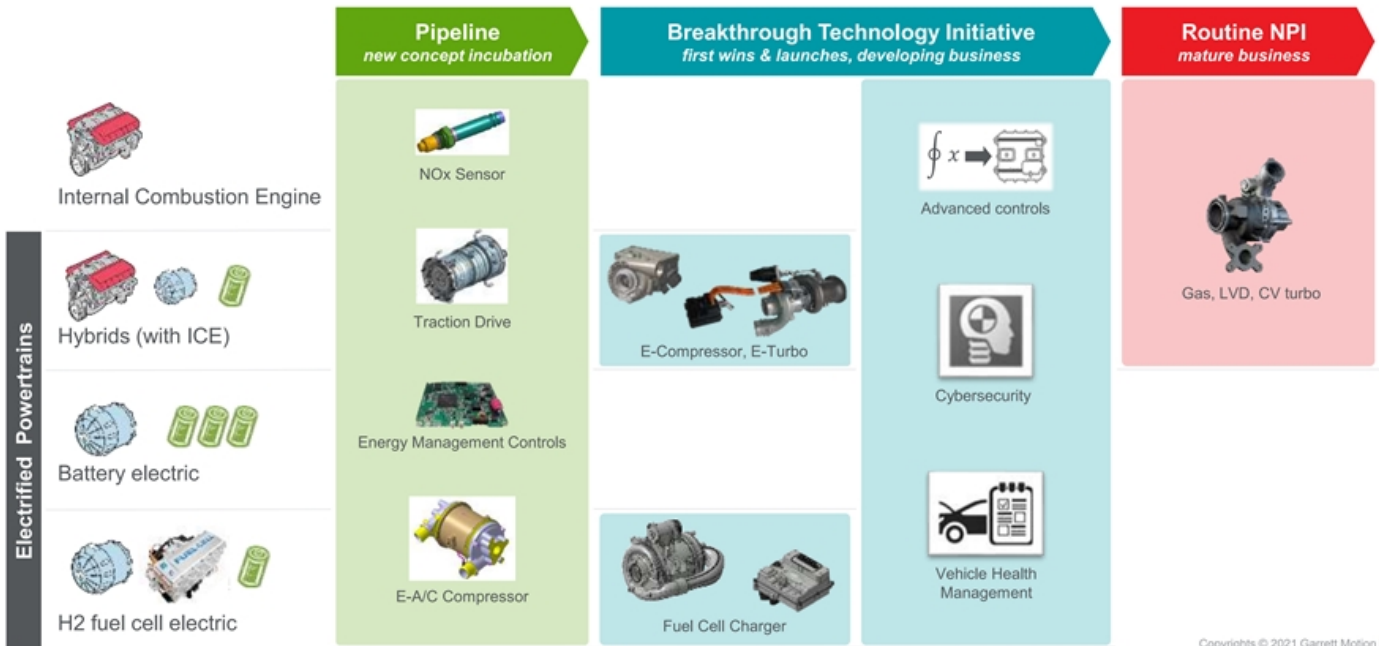 Pipeline
new concept incubation
Breakthrough Technology Initiative
first wins & launches, developing business
Routine NPI
mature business
Internal Combustion Engine
NOx Sensor
∮ x
Advanced controls
Gas, LVD, CV turbo
Electrified Powertrains
Hybrids (with ICE)
Traction Drive
E-Compressor, E-Turbo
Cybersecurity
Battery electric
Energy Management Controls
FUEL CELL
H2 fuel cell electric
E-A/C Compressor
Fuel Cell Charger
Vehicle Health
Management
Copyrights © 2021 Garrett Motion